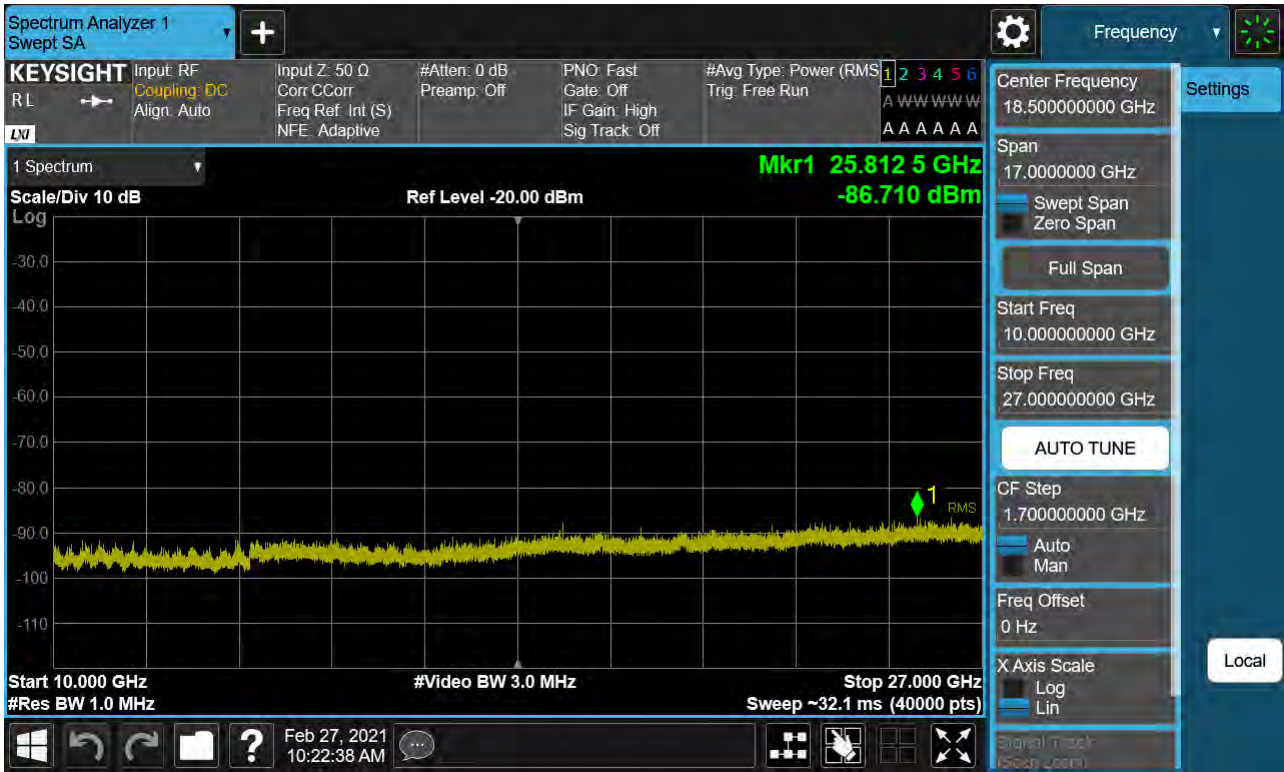 Spectrum Analyzer 1
Swept SA
+
Frequency
KEYSIGHT
RL
LXI
Input: RF
Coupling: DC
Align: Auto
Input Z: 50 Ω
Corr CCorr
Freq Ref: Int (S)
NFE: Adaptive
#Atten: 0 dB
Preamp: Off
PNO: Fast
Gate: Off
IF Gain: High
Sig Track: Off
#Avg Type: Power (RMS
Trig: Free Run
1 2 3 4 5 6
A W W W W W
A A A A A A
1 Spectrum
Scale/Div 10 dB
Ref Level -20.00 dBm
Mkr1 25.812 5 GHz
-86.710 dBm
Log
-30.0
-40.0
-50.0
-60.0
-70.0
-80.0
-90.0
-100
-110
1
RMS
Start 10.000 GHz
#Video BW 3.0 MHz
Stop 27.000 GHz
#Res BW 1.0 MHz
Sweep ~32.1 ms (40000 pts)
Center Frequency
18.500000000 GHz
Span
17.0000000 GHz
Swept Span
Zero Span
Full Span
Start Freq
10.000000000 GHz
Stop Freq
27.000000000 GHz
AUTO TUNE
CF Step
1.700000000 GHz
Auto
Man
Freq Offset
0 Hz
X Axis Scale
Log
Lin
Signal Track
(Span Zoom)
Settings
Local
?
Feb 27, 2021
10:22:38 AM